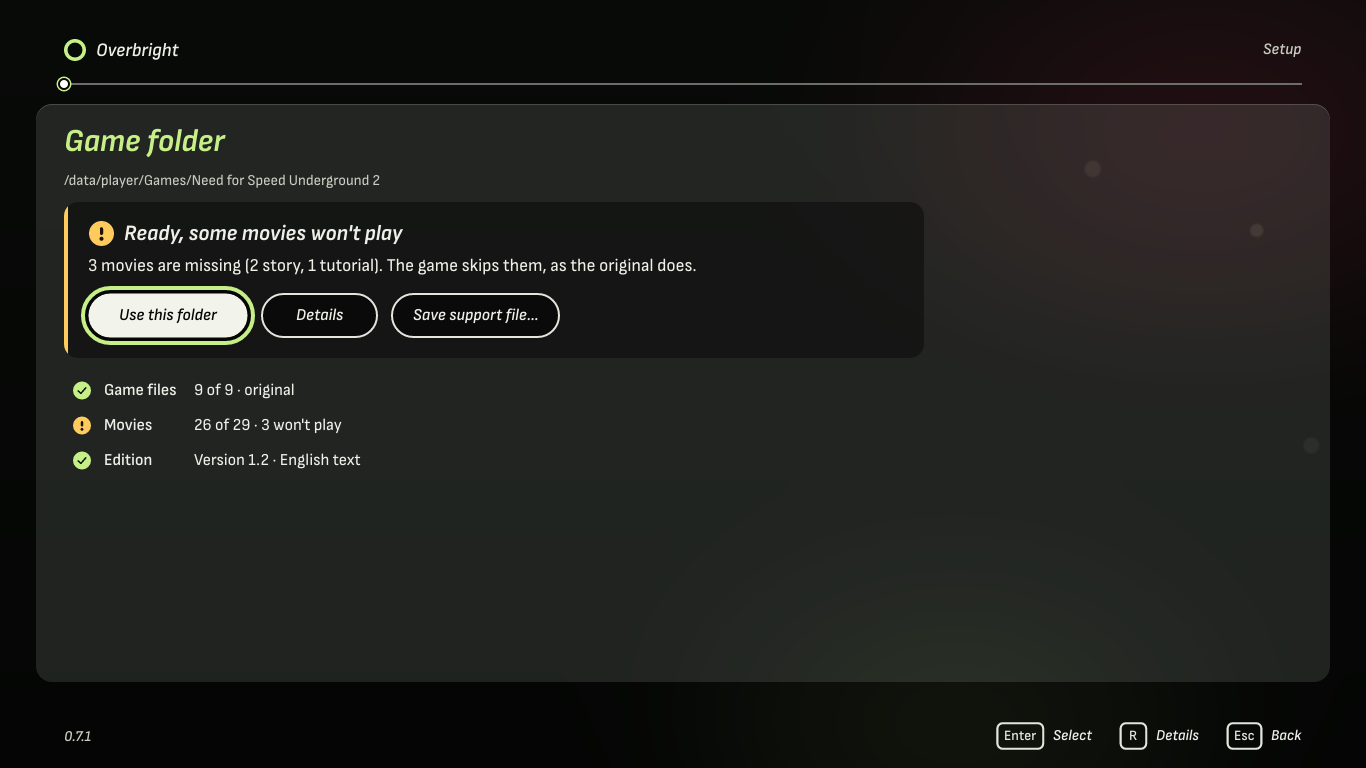 Overbright
Setup
Game folder
/data/player/Games/Need for Speed Underground 2
Ready, some movies won't play
3 movies are missing (2 story, 1 tutorial). The game skips them, as the original does.
Use this folder
Details
Save support file...
Game files 9 of 9 · original
Movies 26 of 29 · 3 won't play
Edition Version 1.2 · English text
0.7.1
Enter Select R Details Esc Back